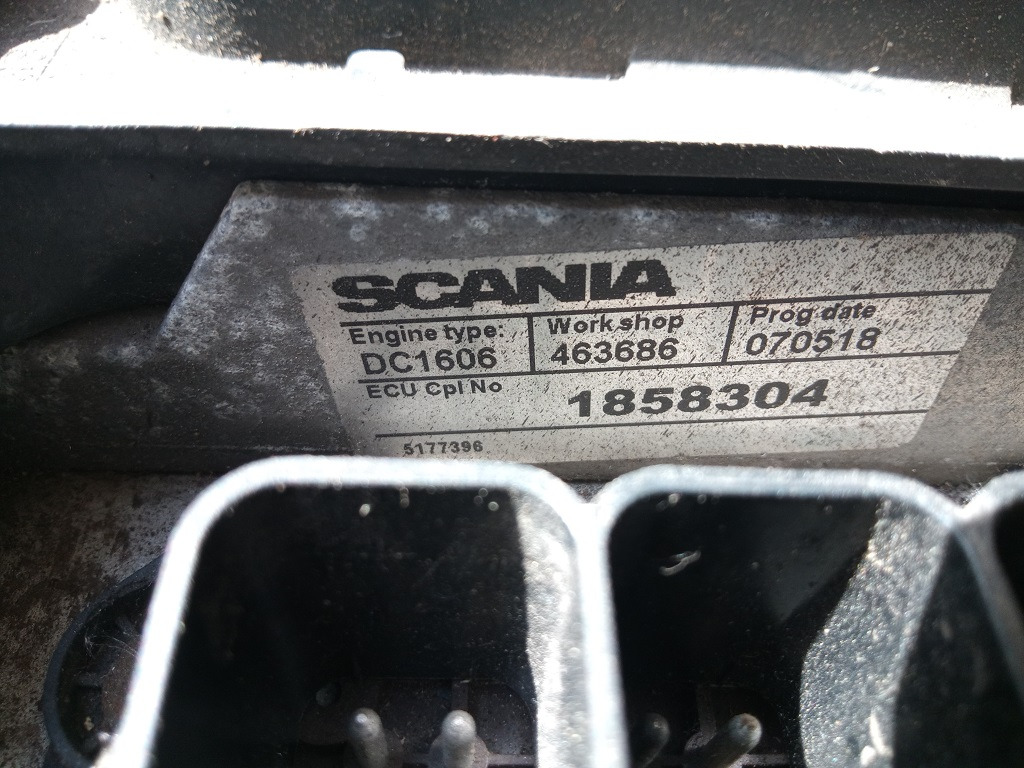 SCANIA
Engine type: Work shop Prog date
DC1606 463686 070518
ECU Cpl No 1858304
5177396